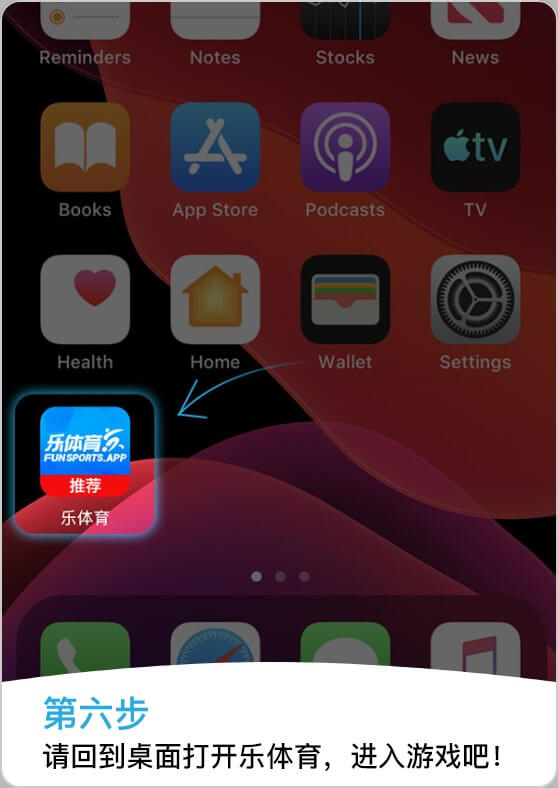 Reminders Notes Stocks News
Books App Store Podcasts TV
tv
Health Home Wallet Settings
乐体育
FUNSPORTS.APP
推荐
乐体育
第六步
请回到桌面打开乐体育，进入游戏吧！